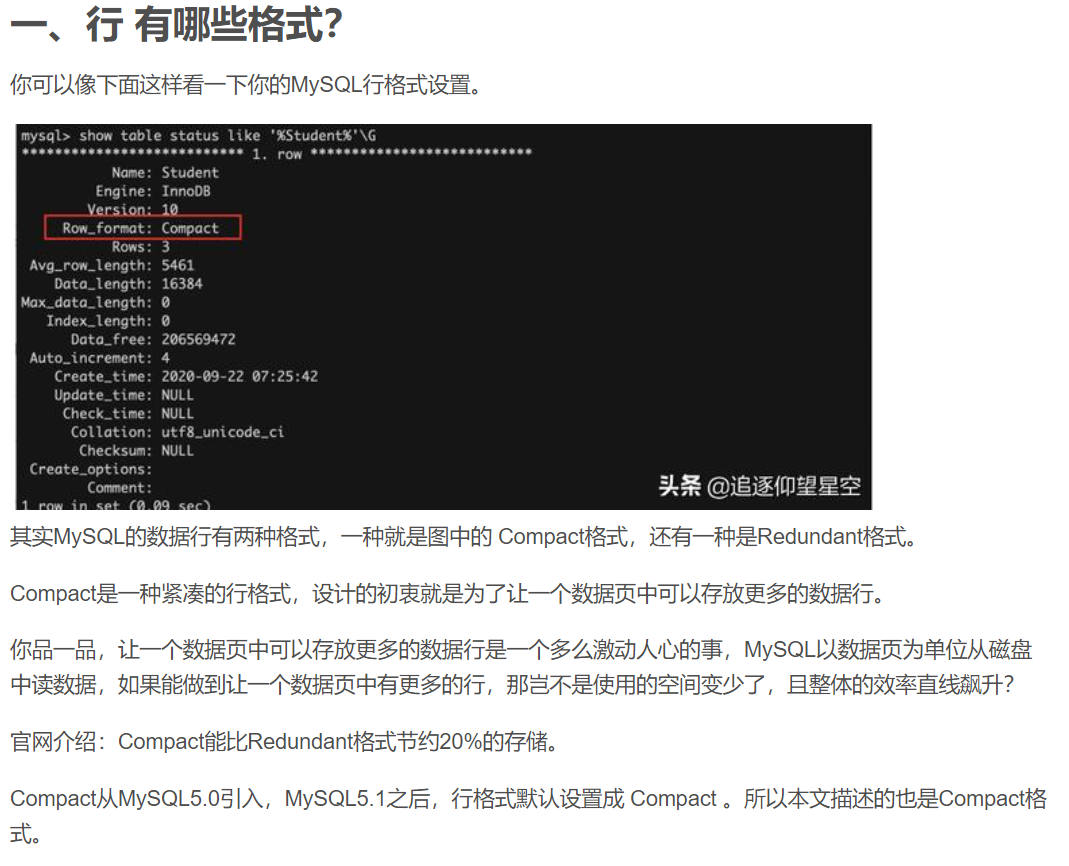 一、行 有哪些格式？
你可以像下面这样看一下你的MySQL行格式设置。
mysql> show table status like '%Student%'\G
*************************** 1. row ***************************
Name: Student
Engine: InnoDB
Version: 10
Row_format: Compact
Rows: 3
Avg_row_length: 5461
Data_length: 16384
Max_data_length: 0
Index_length: 0
Data_free: 206569472
Auto_increment: 4
Create_time: 2020-09-22 07:25:42
Update_time: NULL
Check_time: NULL
Collation: utf8_unicode_ci
Checksum: NULL
Create_options:
Comment:
1 row in set (0.09 sec)
头条 @追逐仰望星空
其实MySQL的数据行有两种格式，一种就是图中的 Compact格式，还有一种是Redundant格式。
Compact是一种紧凑的行格式，设计的初衷就是为了让一个数据页中可以存放更多的数据行。
你品一品，让一个数据页中可以存放更多的数据行是一个多么激动人心的事，MySQL以数据页为单位从磁盘
中读数据，如果能做到让一个数据页中有更多的行，那岂不是使用的空间变少了，且整体的效率直线飙升？
官网介绍：Compact能比Redundant格式节约20%的存储。
Compact从MySQL5.0引入，MySQL5.1之后，行格式默认设置成 Compact 。所以本文描述的也是Compact格
式。